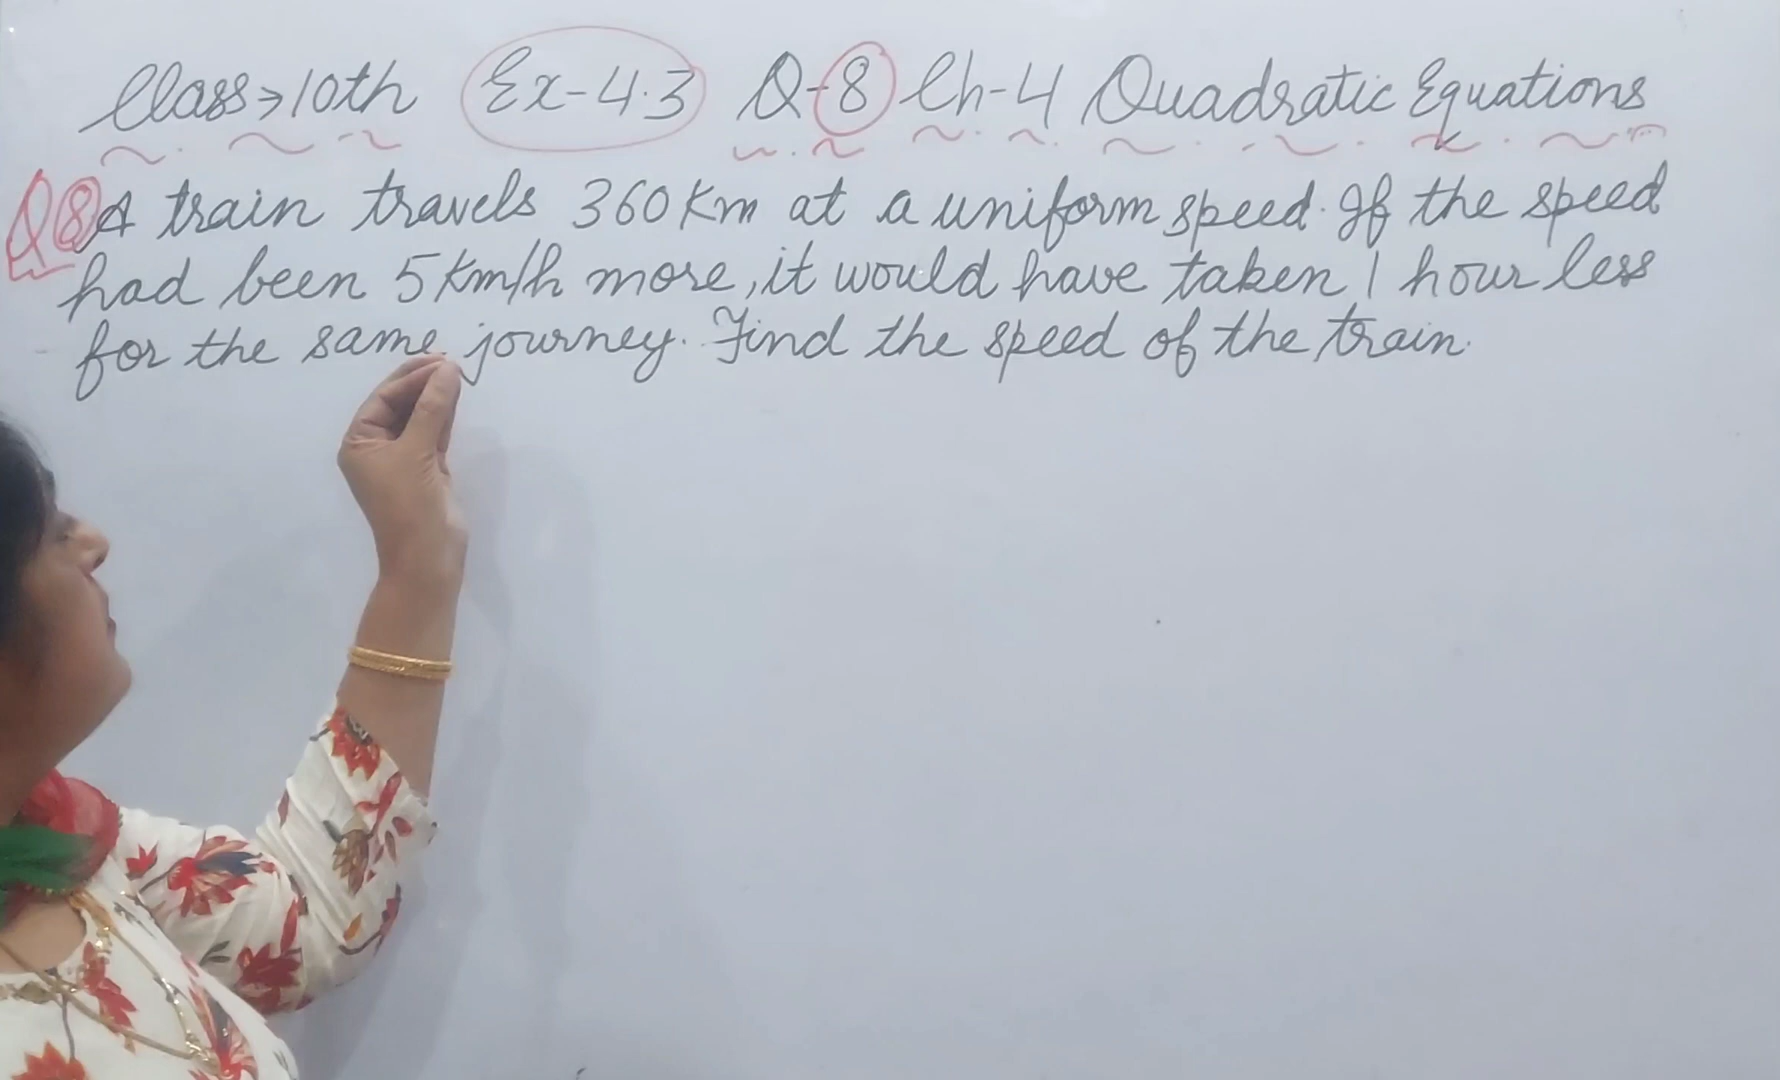 Class → 10th Ex-4.3 Q-8 Ch-4 Quadratic Equations
Q8 A train travels 360 Km at a uniform speed. If the speed
had been 5 Km/h more, it would have taken 1 hour less
for the same journey. Find the speed of the train.